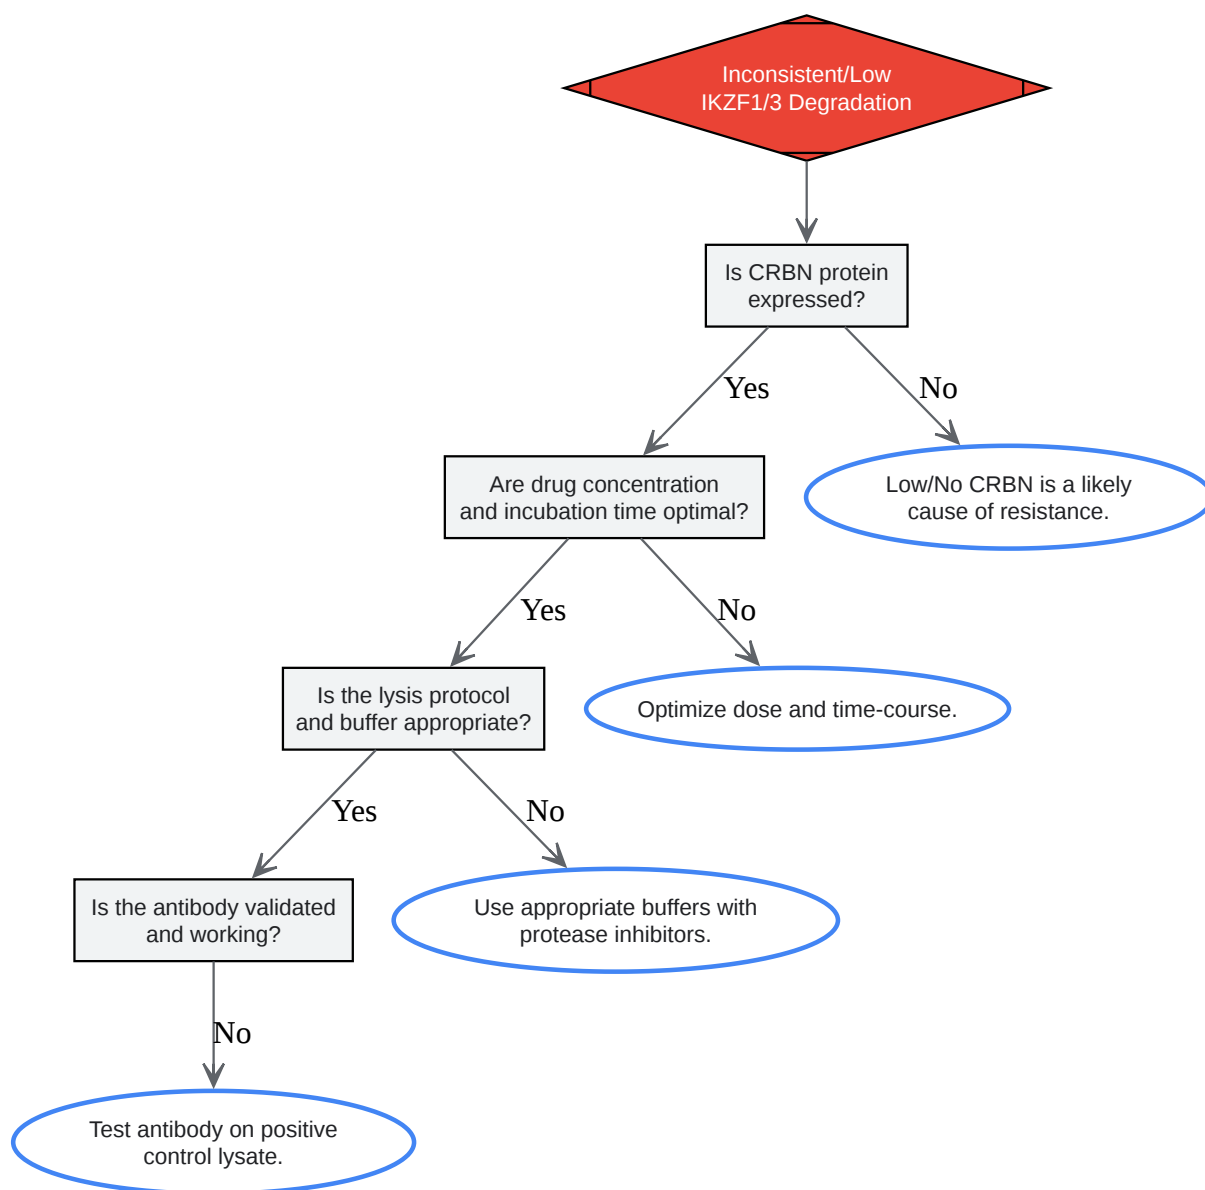 Inconsistent/Low
IKZF1/3 Degradation
Is CRBN protein
expressed?
Yes
No
Are drug concentration
and incubation time optimal?
Low/No CRBN is a likely
cause of resistance.
Yes
No
Is the lysis protocol
and buffer appropriate?
Optimize dose and time-course.
Yes
No
Is the antibody validated
and working?
Use appropriate buffers with
protease inhibitors.
No
Test antibody on positive
control lysate.